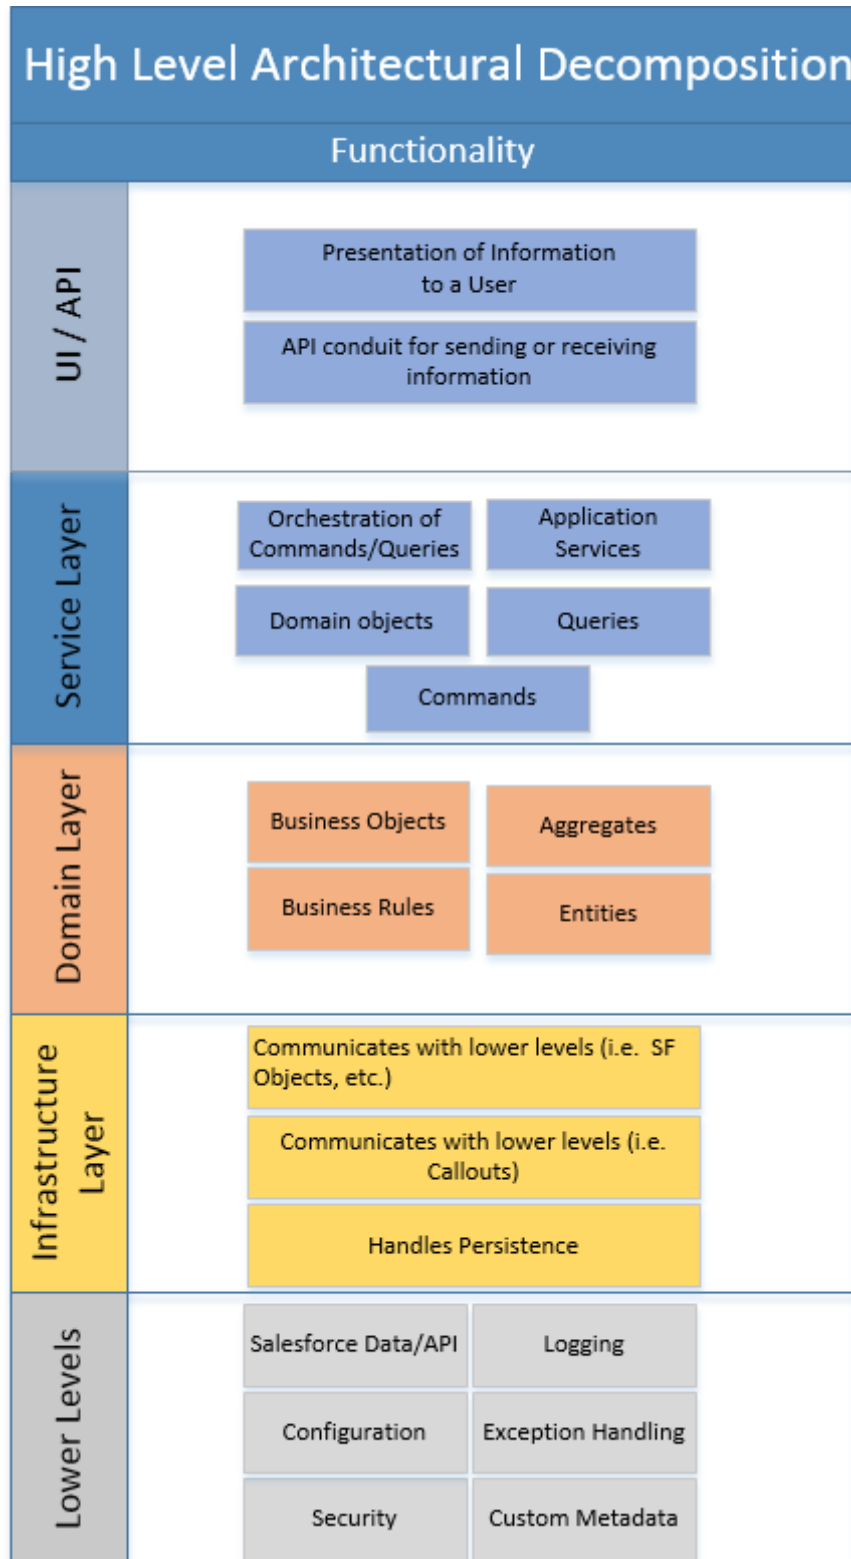 High Level Architectural Decomposition
Functionality
UI / API
Presentation of Information
to a User
API conduit for sending or receiving
information
Service Layer
Orchestration of
Commands/Queries
Application
Services
Domain objects
Queries
Commands
Domain Layer
Business Objects
Aggregates
Business Rules
Entities
Infrastructure
Layer
Communicates with lower levels (i.e. SF
Objects, etc.)
Communicates with lower levels (i.e.
Callouts)
Handles Persistence
Lower Levels
Salesforce Data/API
Logging
Configuration
Exception Handling
Security
Custom Metadata